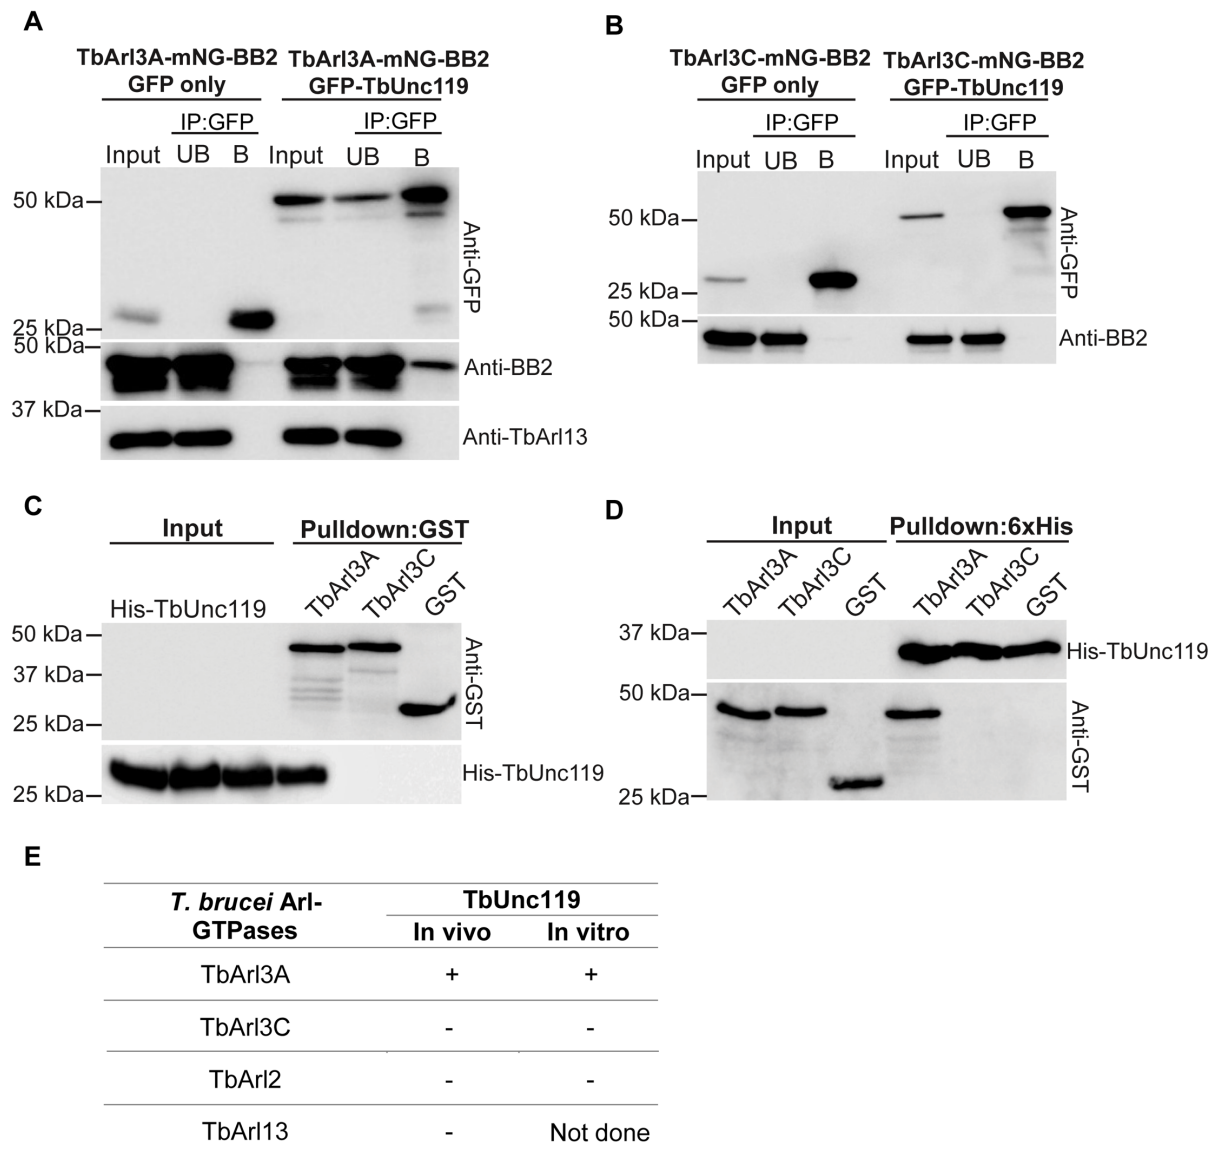 A
TbArl3A-mNG-BB2
GFP only
TbArl3A-mNG-BB2
GFP-TbUnc119
IP:GFP
IP:GFP
Input UB B Input UB B
50 kDa
25 kDa
Anti-GFP
50 kDa
Anti-BB2
37 kDa
Anti-TbArl13
B
TbArl3C-mNG-BB2
GFP only
TbArl3C-mNG-BB2
GFP-TbUnc119
IP:GFP
IP:GFP
Input UB B Input UB B
50 kDa
25 kDa
Anti-GFP
50 kDa
Anti-BB2
C
Input
Pulldown:GST
His-TbUnc119
TbArl3A
TbArl3C
GST
50 kDa
37 kDa
25 kDa
Anti-GST
His-TbUnc119
25 kDa
D
Input
Pulldown:6xHis
TbArl3A
TbArl3C
GST
TbArl3A
TbArl3C
GST
37 kDa
His-TbUnc119
50 kDa
25 kDa
Anti-GST
E
T. brucei Arl-
GTPases
TbUnc119
In vivo In vitro
TbArl3A + +
TbArl3C - -
TbArl2 - -
TbArl13 - Not done